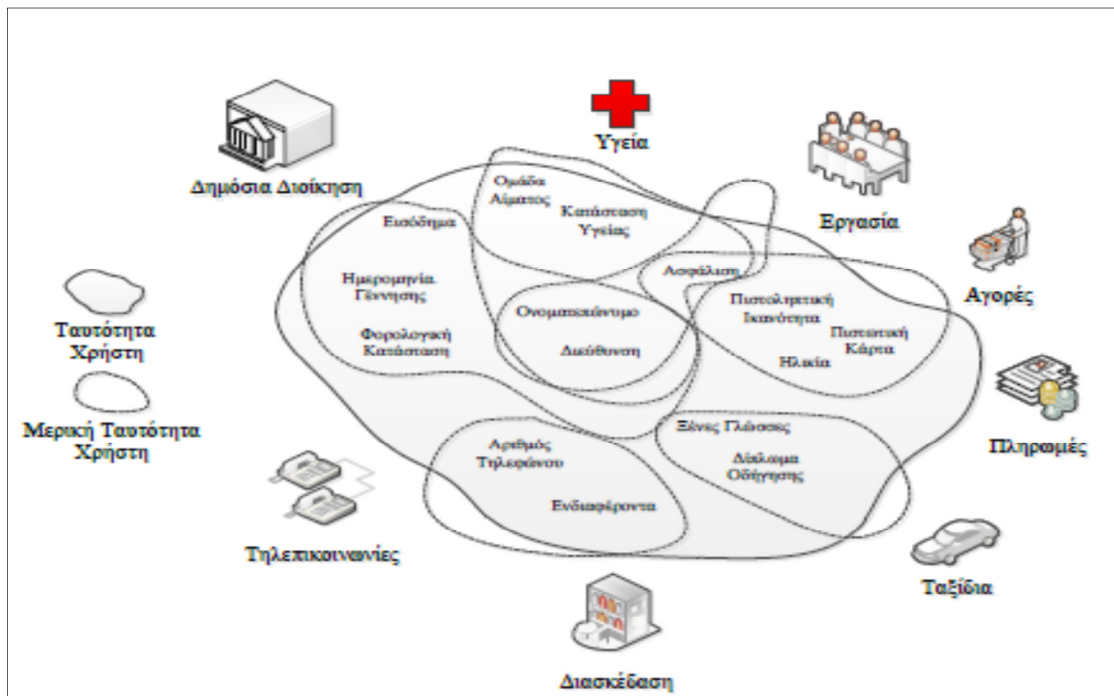 Υγεία
Δημόσια Διοίκηση
Ομάδα
Αίματος
Κατάσταση
Υγείας
Εργασία
Εισόδημα
Ασφάλιση
Αγορές
Ημερομηνία
Γέννησης
Ονοματεπώνυμο
Πιστοληπτική
Ικανότητα
Πιστωτική
Κάρτα
Ταυτότητα
Χρήστη
Φορολογική
Κατάσταση
Διεύθυνση
Ηλικία
Μερική Ταυτότητα
Χρήστη
Ξένες Γλώσσες
Πληρωμές
Αριθμός
Τηλεφώνου
Δίπλωμα
Οδήγησης
Ενδιαφέροντα
Τηλεπικοινωνίες
Ταξίδια
Διασκέδαση